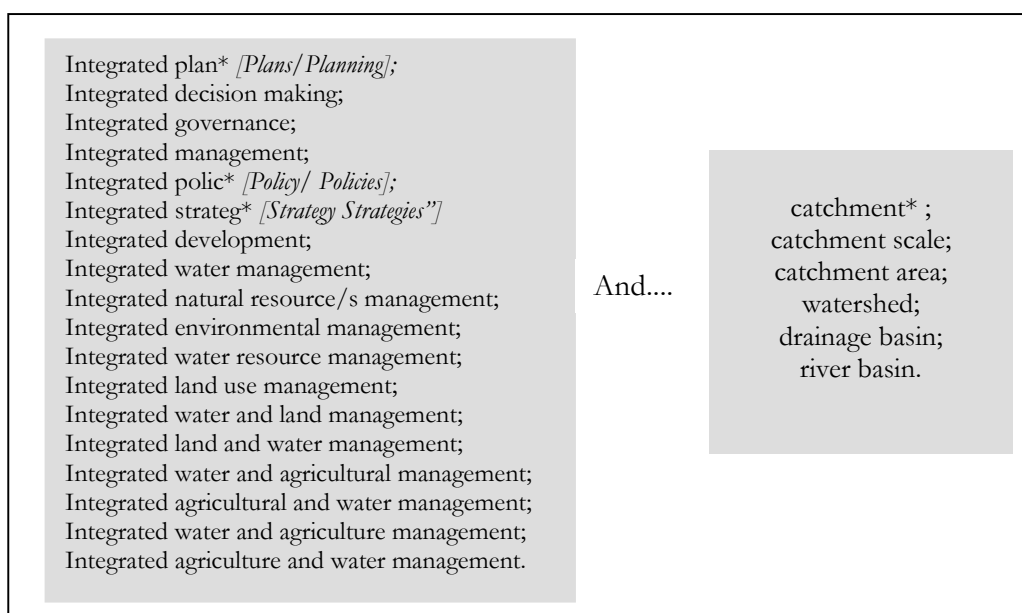 Integrated plan* [Plans/Planning];
Integrated decision making;
Integrated governance;
Integrated management;
Integrated polic* [Policy/ Policies];
Integrated strateg* [Strategy Strategies”]
Integrated development;
Integrated water management;
Integrated natural resource/s management;
Integrated environmental management;
Integrated water resource management;
Integrated land use management;
Integrated water and land management;
Integrated land and water management;
Integrated water and agricultural management;
Integrated agricultural and water management;
Integrated water and agriculture management;
Integrated agriculture and water management.
And....
catchment* ;
catchment scale;
catchment area;
watershed;
drainage basin;
river basin.